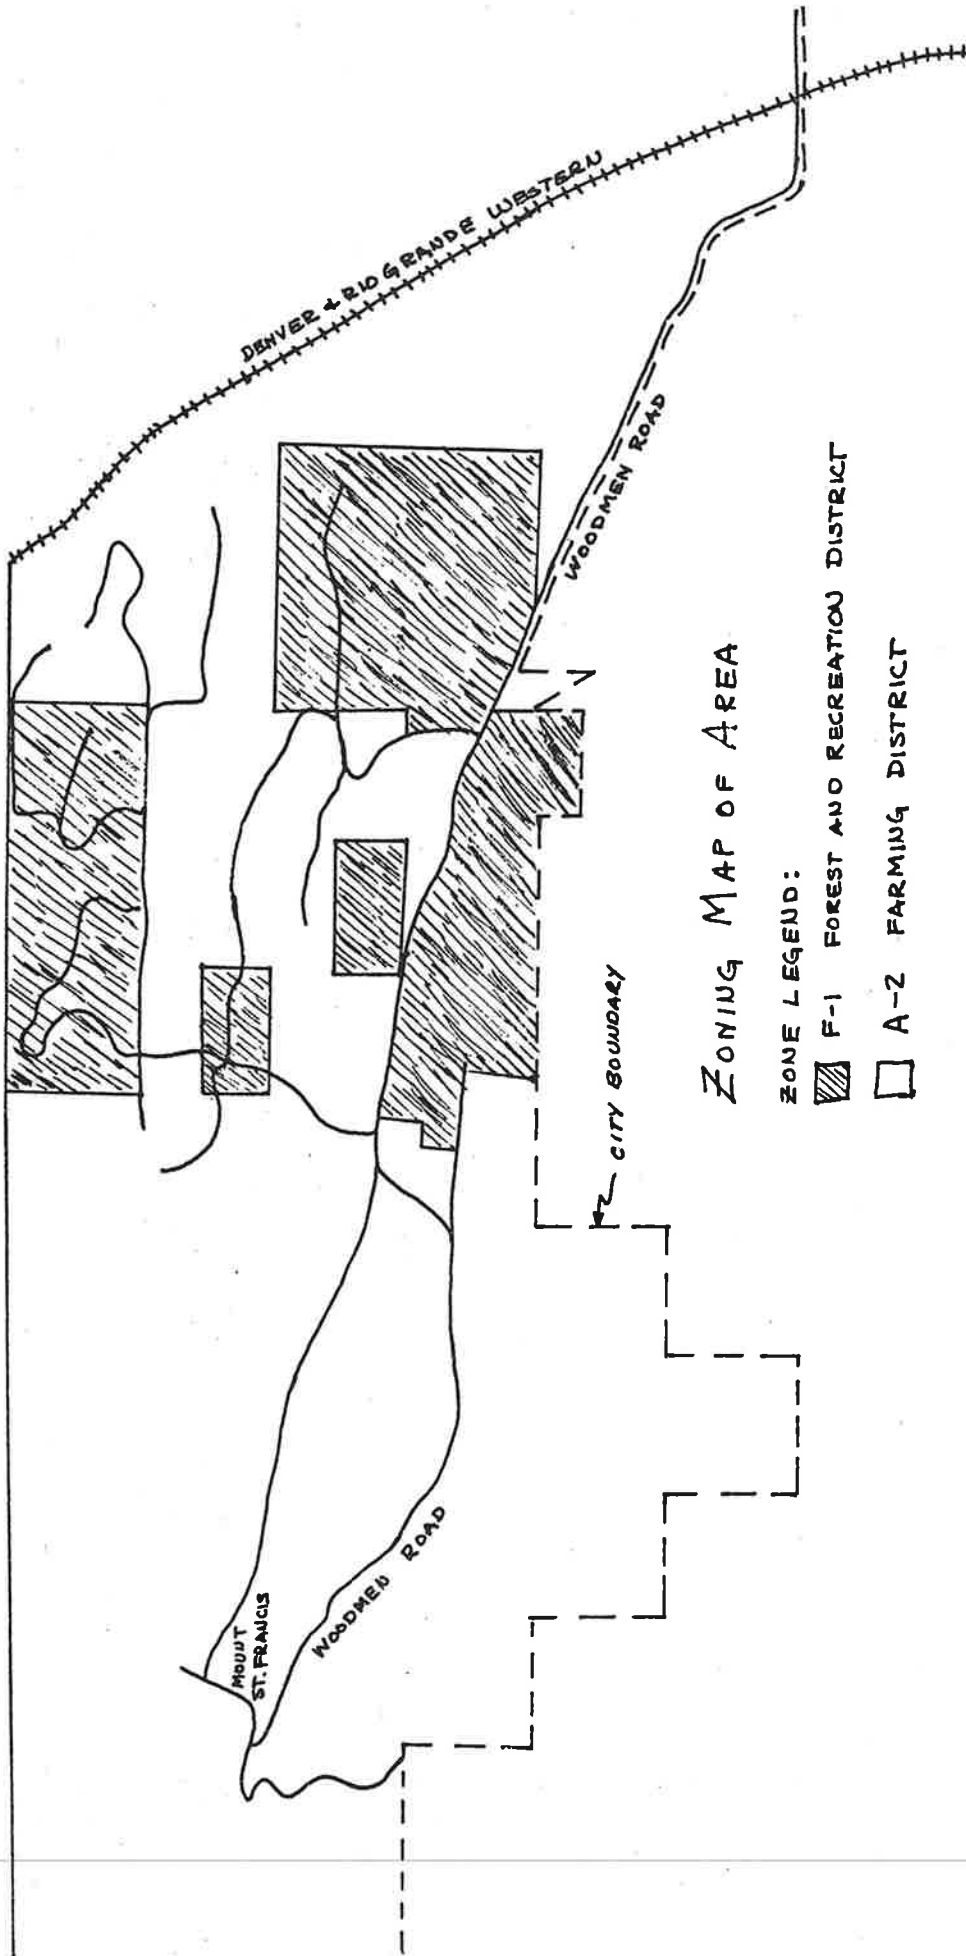 DENVER & RIO GRANDE WESTERN
WOODMEN ROAD
MOUNT
ST. FRANCIS
WOODMEN ROAD
CITY BOUNDARY
ZONING MAP OF AREA
ZONE LEGEND:
F-1 FOREST AND RECREATION DISTRICT
A-2 FARMING DISTRICT